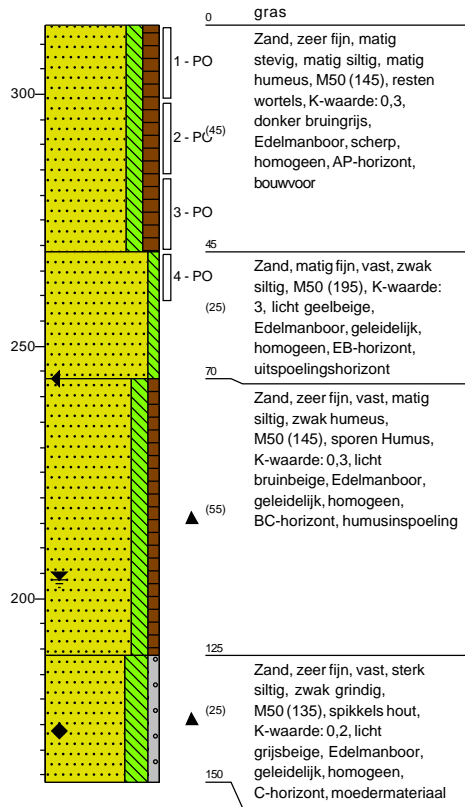 0
gras
1 - PO
2 - PO
3 - PO
4 - PO
300
250
200
(45)
Zand, zeer fijn, matig
stevig, matig siltig, matig
humeus, M50 (145), resten
wortels, K-waarde: 0,3,
donker bruingrijs,
Edelmanboor, scherp,
homogeen, AP-horizont,
bouwvoor
45
(25)
Zand, matig fijn, vast, zwak
siltig, M50 (195), K-waarde:
3, licht geelbeige,
Edelmanboor, geleidelijk,
homogeen, EB-horizont,
uitspoelingshorizont
70
(55)
Zand, zeer fijn, vast, matig
siltig, zwak humeus,
M50 (145), sporen Humus,
K-waarde: 0,3, licht
bruinbeige, Edelmanboor,
geleidelijk, homogeen,
BC-horizont, humusinspoeling
125
(25)
Zand, zeer fijn, vast, sterk
siltig, zwak grindig,
M50 (135), spikkels hout,
K-waarde: 0,2, licht
grijsbeige, Edelmanboor,
geleidelijk, homogeen,
C-horizont, moedermateriaal
150